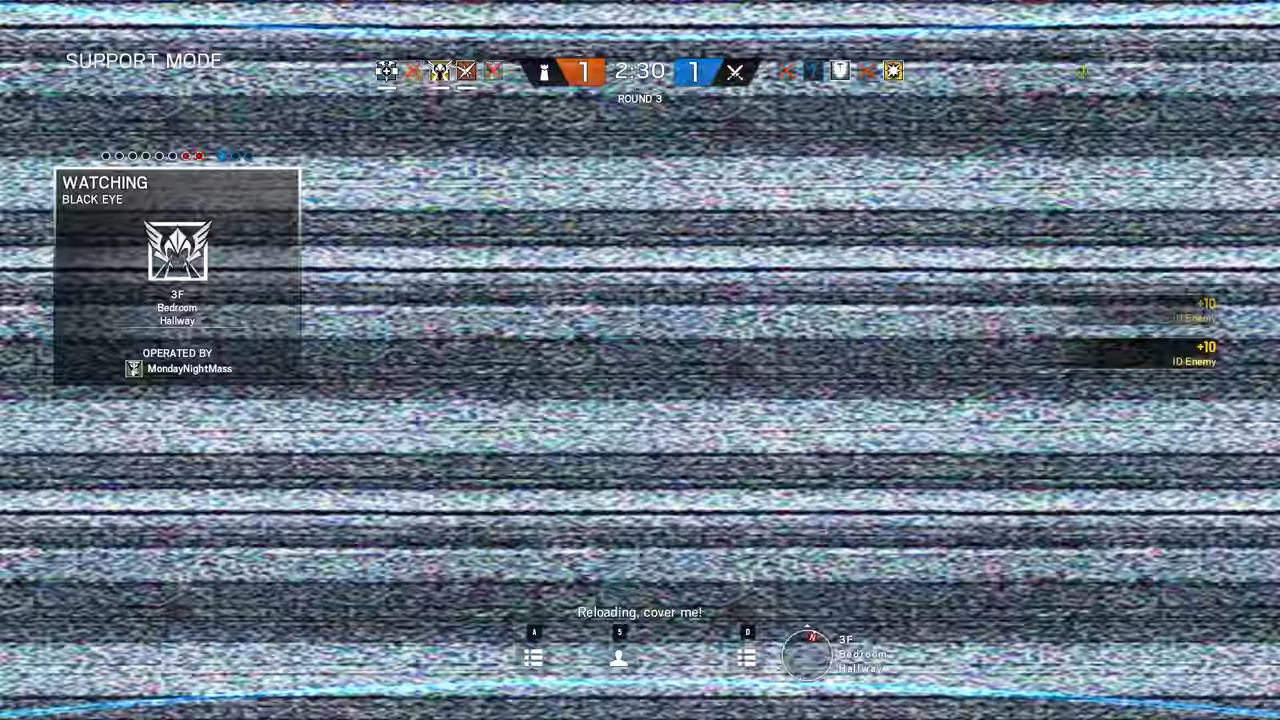 SUPPORT MODE
1 2:30 1
ROUND 3
WATCHING
BLACK EYE
3F
Bedroom
Hallway
OPERATED BY
MondayNightMass
+10
ID Enemy
+10
ID Enemy
Reloading, cover me!
A S D
N
3F
Bedroom
Hallway